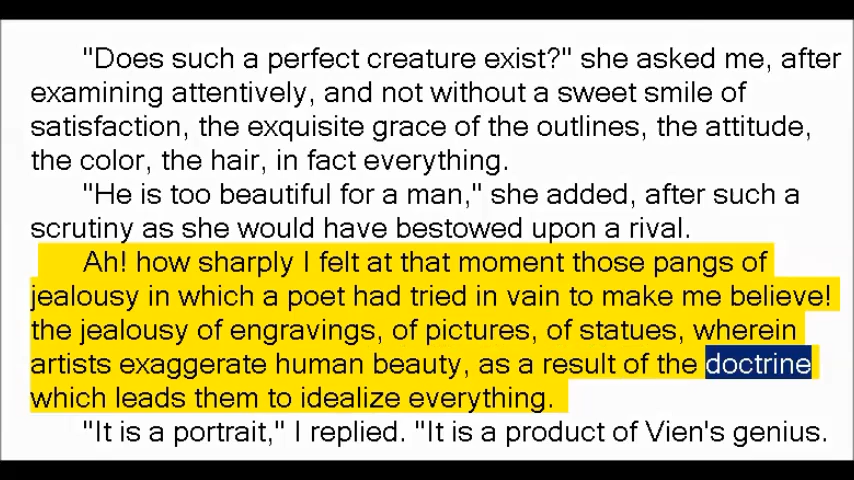 "Does such a perfect creature exist?" she asked me, after
examining attentively, and not without a sweet smile of
satisfaction, the exquisite grace of the outlines, the attitude,
the color, the hair, in fact everything.
"He is too beautiful for a man," she added, after such a
scrutiny as she would have bestowed upon a rival.
Ah! how sharply I felt at that moment those pangs of
jealousy in which a poet had tried in vain to make me believe!
the jealousy of engravings, of pictures, of statues, wherein
artists exaggerate human beauty, as a result of the doctrine
which leads them to idealize everything.
"It is a portrait," I replied. "It is a product of Vien's genius.